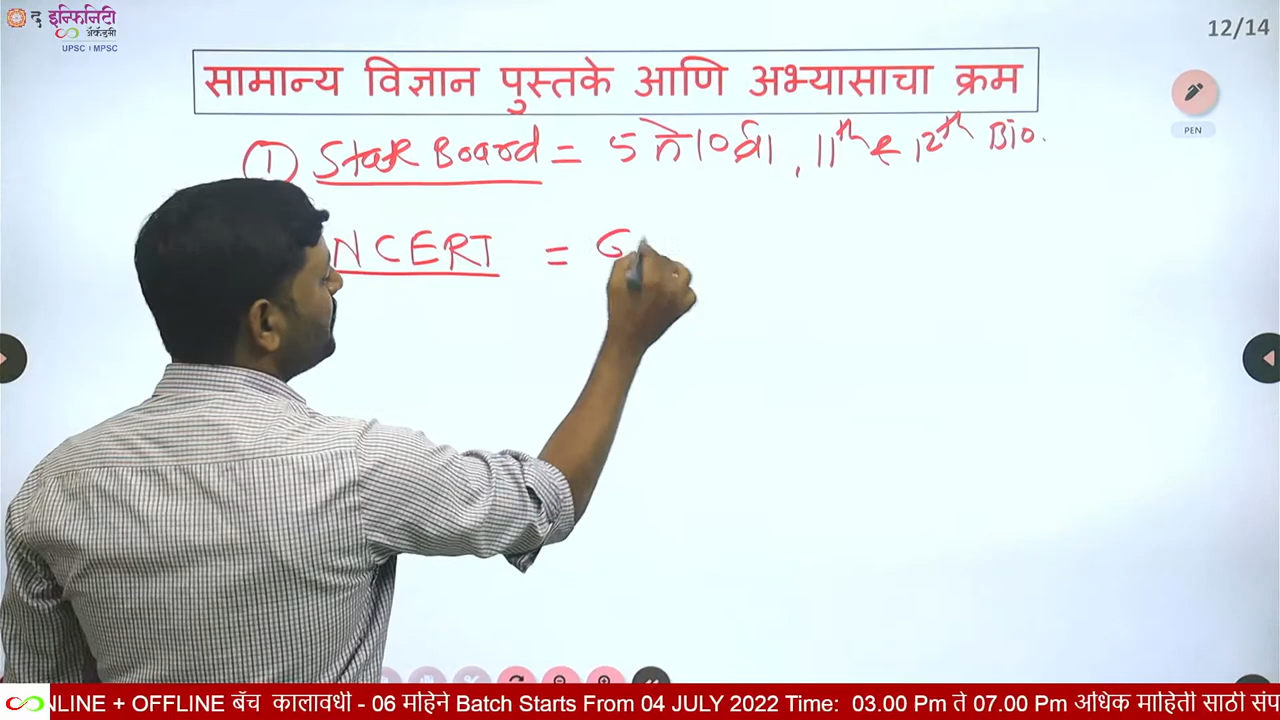 द इन्फिनिटी
अ‍ॅकॅडमी
UPSC । MPSC
12/14
सामान्य विज्ञान पुस्तके आणि अभ्यासाचा क्रम
① State Board = 5 ते 10 वी, 11th & 12th Bio.
NCERT = 6
PEN
NLINE + OFFLINE बॅच कालावधी - 06 महिने Batch Starts From 04 JULY 2022 Time: 03.00 Pm ते 07.00 Pm अधिक माहिती साठी संप